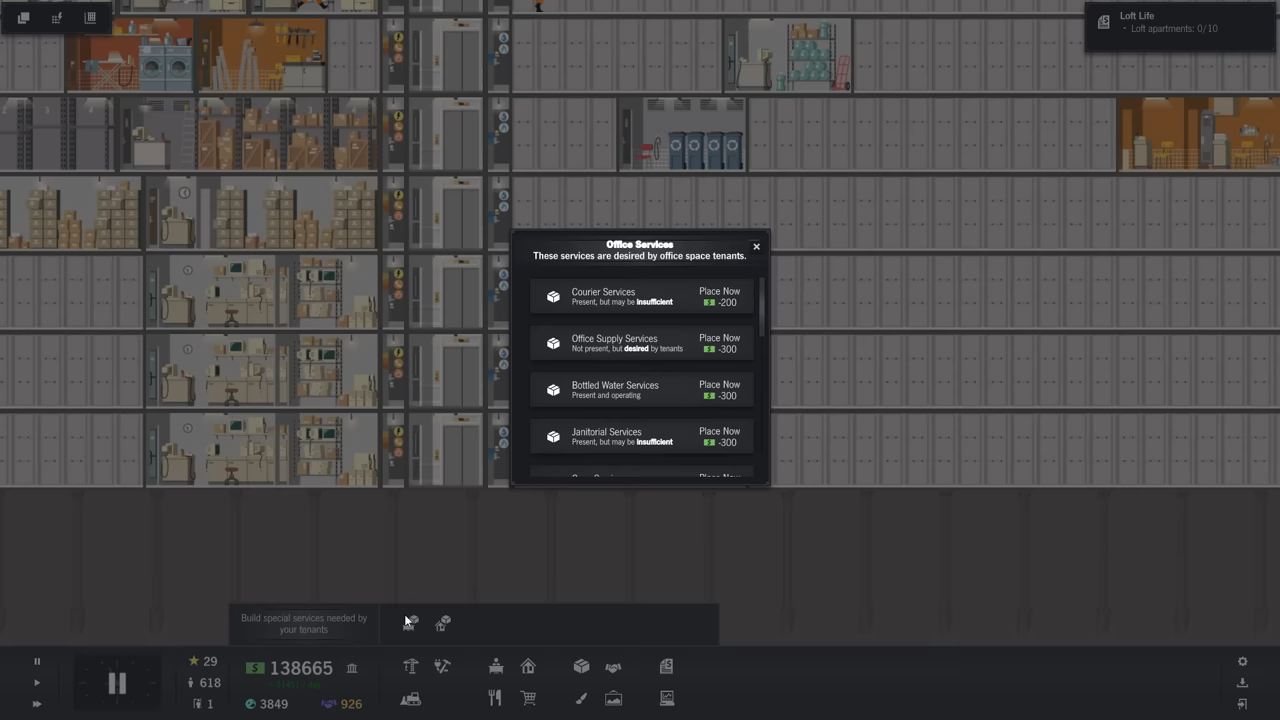 Loft Life
- Loft apartments: 0/10
Office Services
These services are desired by office space tenants.
Courier Services
Present, but may be insufficient
Place Now
-200
Office Supply Services
Not present, but desired by tenants
Place Now
-300
Bottled Water Services
Present and operating
Place Now
-300
Janitorial Services
Present, but may be insufficient
Place Now
-300
Place Now
Build special services needed by
your tenants
29
618
1
138665
3849
926